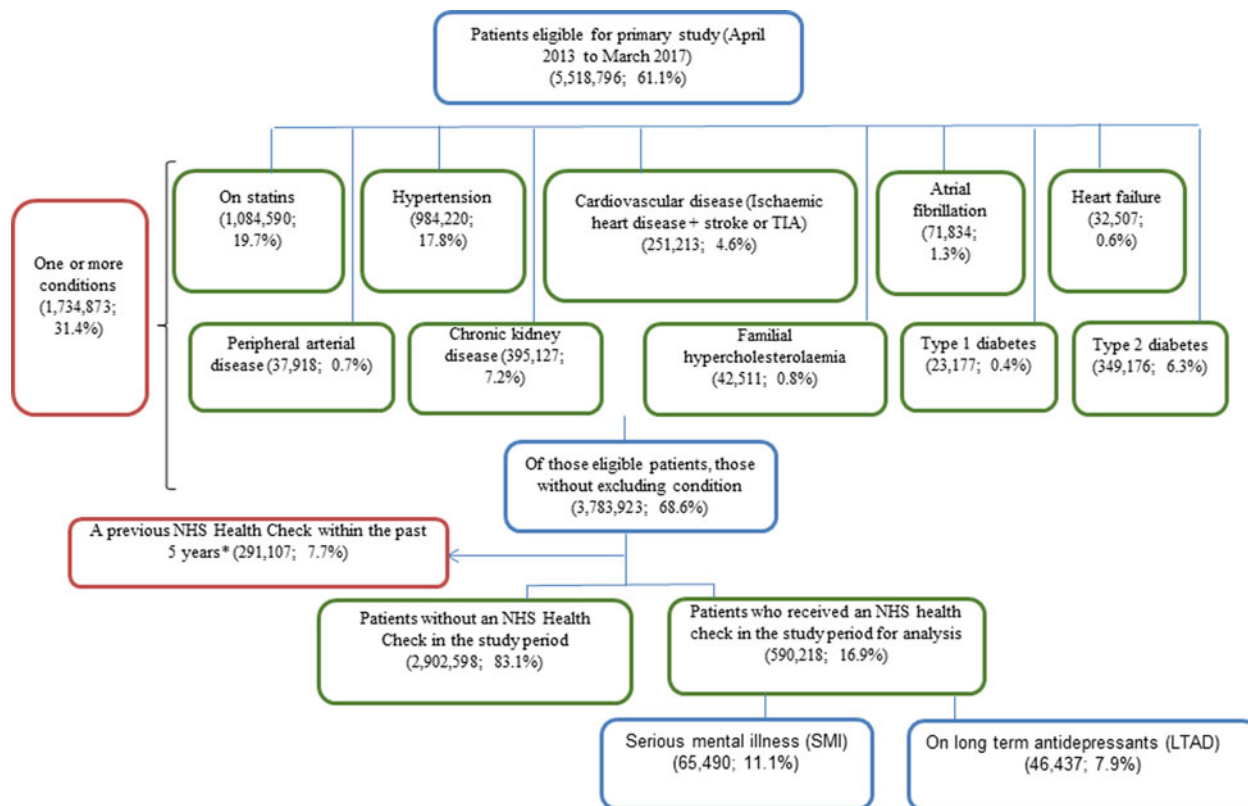 Patients eligible for primary study (April
2013 to March 2017)
(5,518,796; 61.1%)
One or more
conditions
(1,734,873;
31.4%)
On statins
(1,084,590;
19.7%)
Hypertension
(984,220;
17.8%)
Cardiovascular disease (Ischaemic
heart disease + stroke or TIA)
(251,213; 4.6%)
Atrial
fibrillation
(71,834;
1.3%)
Heart failure
(32,507;
0.6%)
Peripheral arterial
disease (37,918; 0.7%)
Chronic kidney
disease (395,127;
7.2%)
Familial
hypercholesterolaemia
(42,511; 0.8%)
Type 1 diabetes
(23,177; 0.4%)
Type 2 diabetes
(349,176; 6.3%)
Of those eligible patients, those
without excluding condition
(3,783,923; 68.6%)
A previous NHS Health Check within the past
5 years* (291,107; 7.7%)
Patients without an NHS Health
Check in the study period
(2,902,598; 83.1%)
Patients who received an NHS health
check in the study period for analysis
(590,218; 16.9%)
Serious mental illness (SMI)
(65,490; 11.1%)
On long term antidepressants (LTAD)
(46,437; 7.9%)